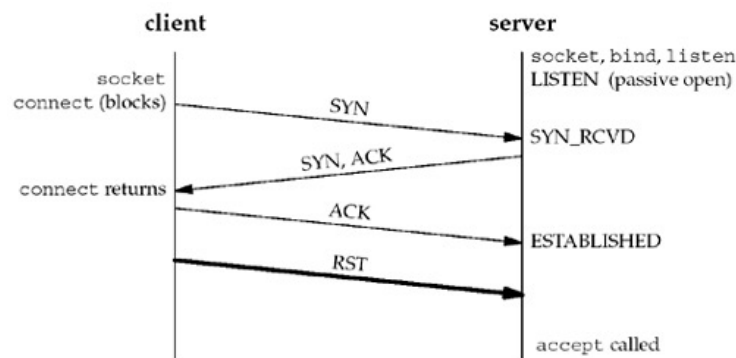 client
server
socket, bind, listen
LISTEN (passive open)
socket
connect (blocks)
SYN
SYN_RCVD
SYN, ACK
connect returns
ACK
ESTABLISHED
RST
accept called